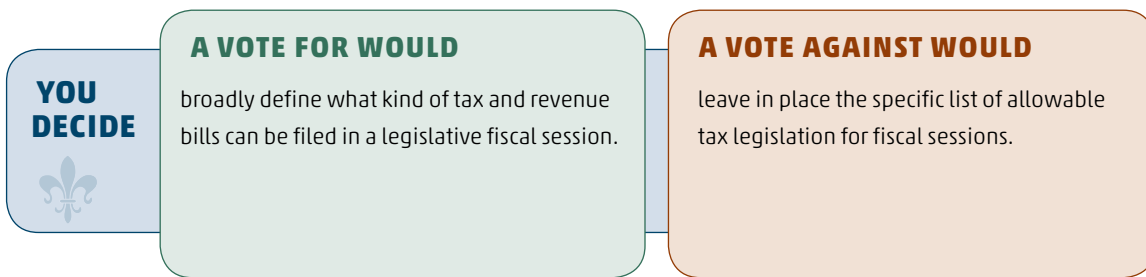 YOU
DECIDE
A VOTE FOR WOULD
broadly define what kind of tax and revenue
bills can be filed in a legislative fiscal session.
A VOTE AGAINST WOULD
leave in place the specific list of allowable
tax legislation for fiscal sessions.